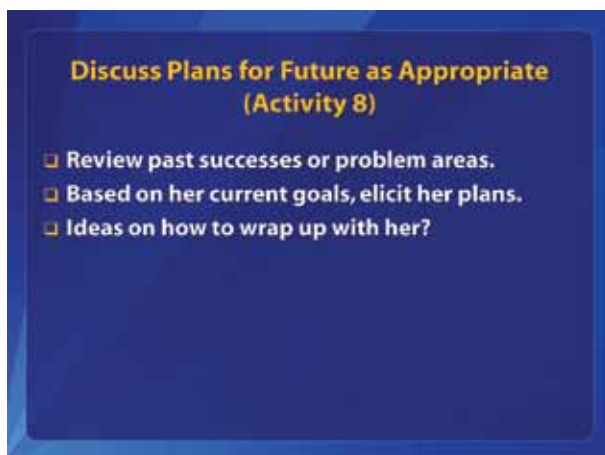 Discuss Plans for Future as Appropriate
(Activity 8)
Review past successes or problem areas.
Based on her current goals, elicit her plans.
Ideas on how to wrap up with her?